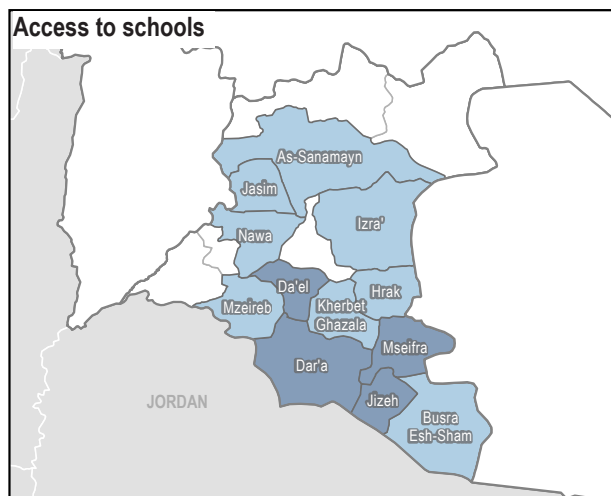 Access to schools
As-Sanamayn
Jasim
Izra'
Nawa
Da'el
Hrak
Mzeireb
Kherbet
Ghazala
Mseifra
Dar'a
Jizeh
JORDAN
Busra
Esh-Sham